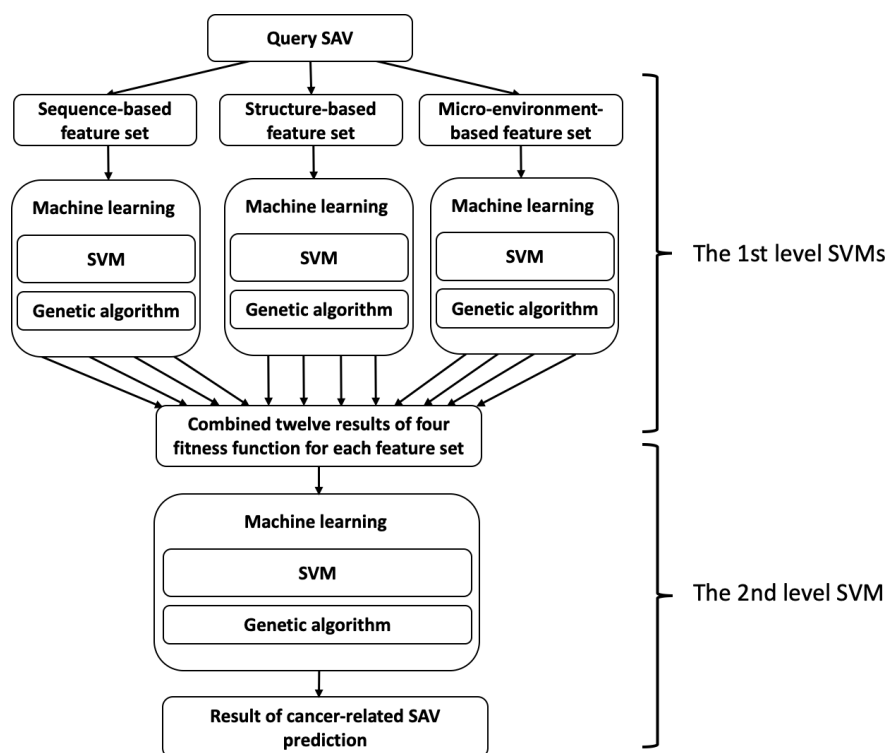 Query SAV
Sequence-based
feature set
Structure-based
feature set
Micro-environment-
based feature set
Machine learning
SVM
Genetic algorithm
Machine learning
SVM
Genetic algorithm
Machine learning
SVM
Genetic algorithm
The 1st level SVMs
Combined twelve results of four
fitness function for each feature set
Machine learning
SVM
Genetic algorithm
The 2nd level SVM
Result of cancer-related SAV
prediction